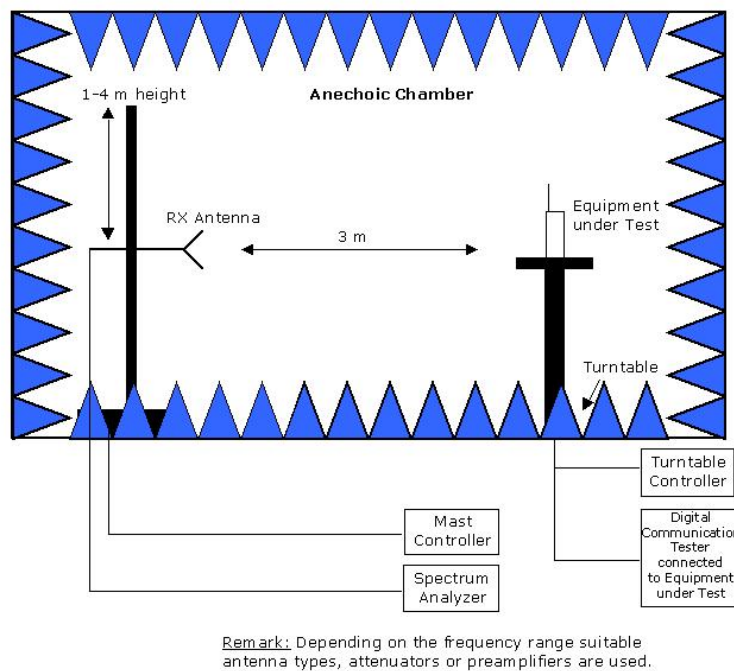 1-4 m height
Anechoic Chamber
RX Antenna
3 m
Equipment
under Test
Turntable
Turntable
Controller
Mast
Controller
Digital
Communication
Tester
connected
to Equipment
under Test
Spectrum
Analyzer
Remark: Depending on the frequency range suitable
antenna types, attenuators or preamplifiers are used.